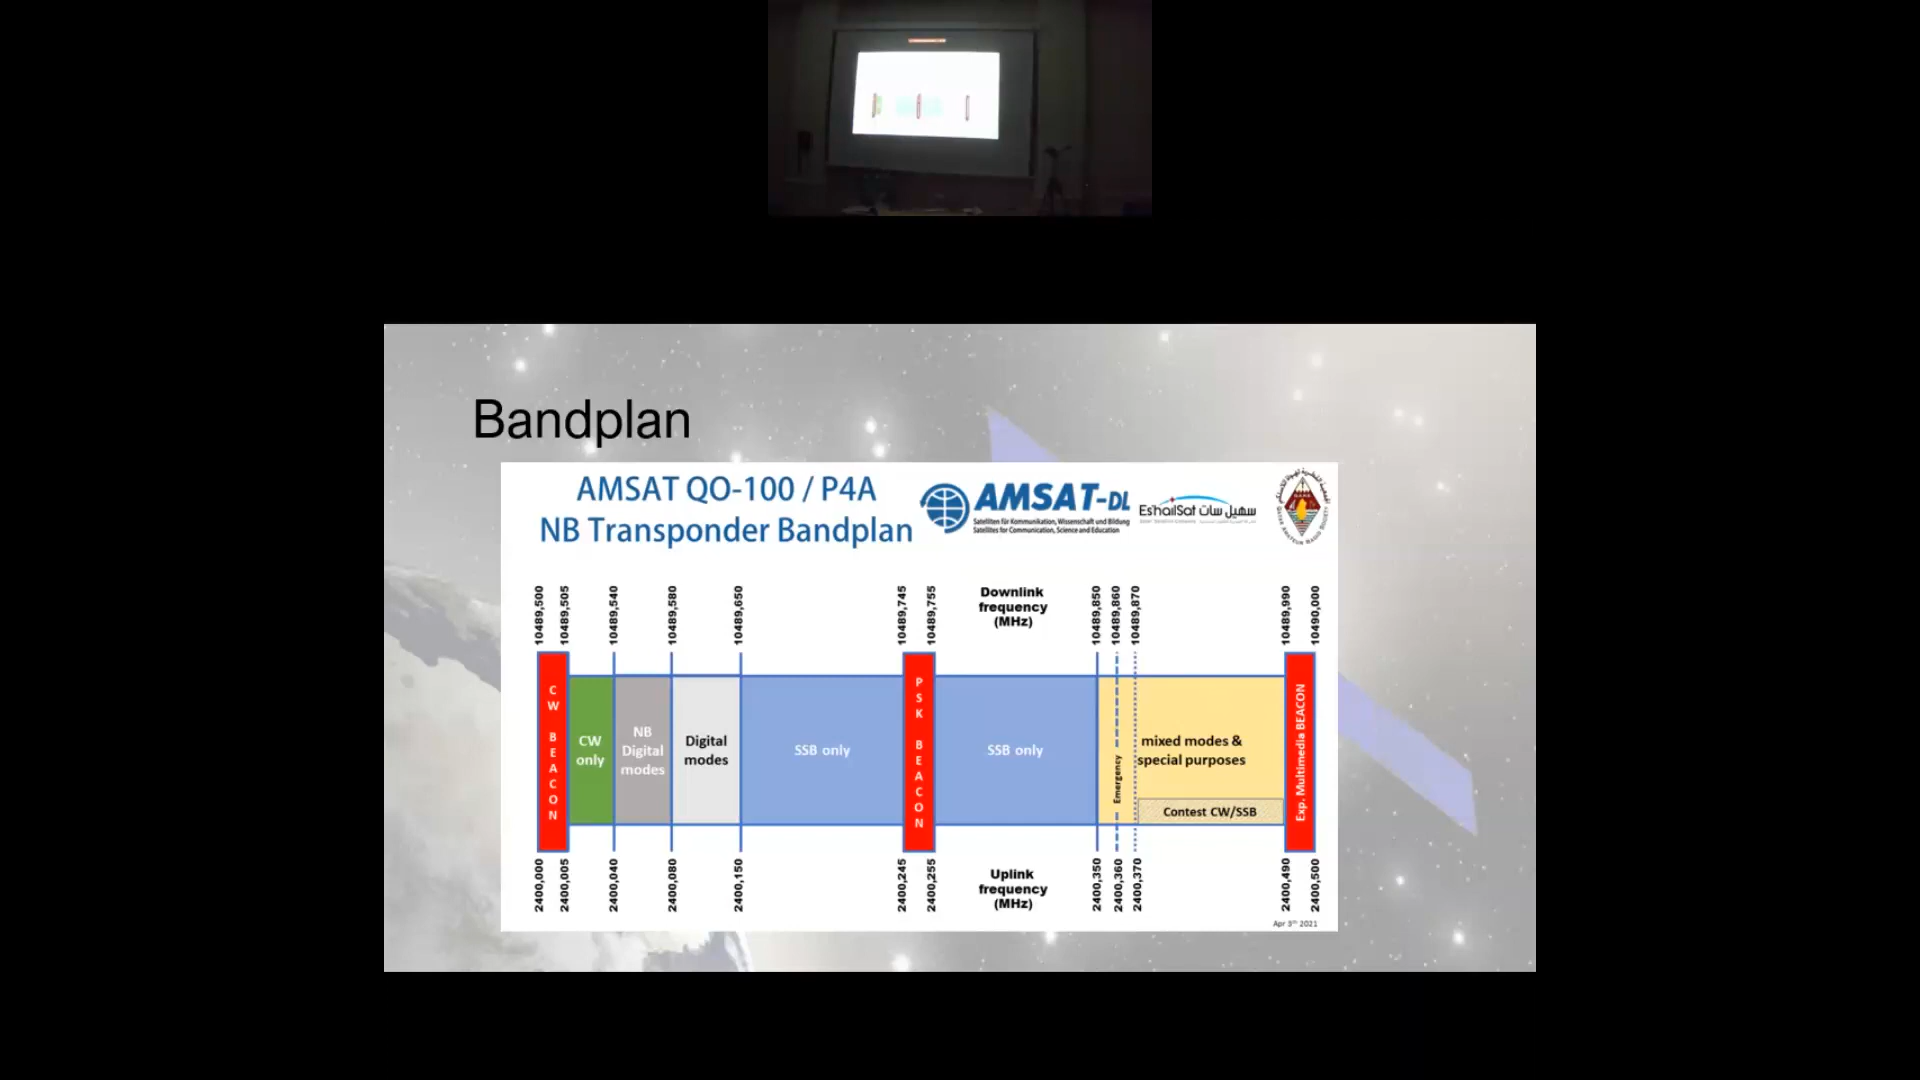 Bandplan
AMSAT QO-100 / P4A
NB Transponder Bandplan
AMSAT-DL
Satelliten für Kommunikation, Wissenschaft und Bildung
Satellites for Communication, Science and Education
Es'hailSat سهيل سات
10489,500
10489,505
10489,540
10489,580
10489,650
10489,745
10489,755
Downlink
frequency
(MHz)
10489,850
10489,860
10489,870
10489,990
10490,000
CW BEACON
CW
only
NB
Digital
modes
Digital
modes
SSB only
PSK BEACON
SSB only
Emergency
mixed modes &
special purposes
Contest CW/SSB
Exp. Multimedia BEACON
2400,000
2400,005
2400,040
2400,080
2400,150
2400,245
2400,255
Uplink
frequency
(MHz)
2400,350
2400,360
2400,370
2400,490
2400,500
Apr 3th 2021